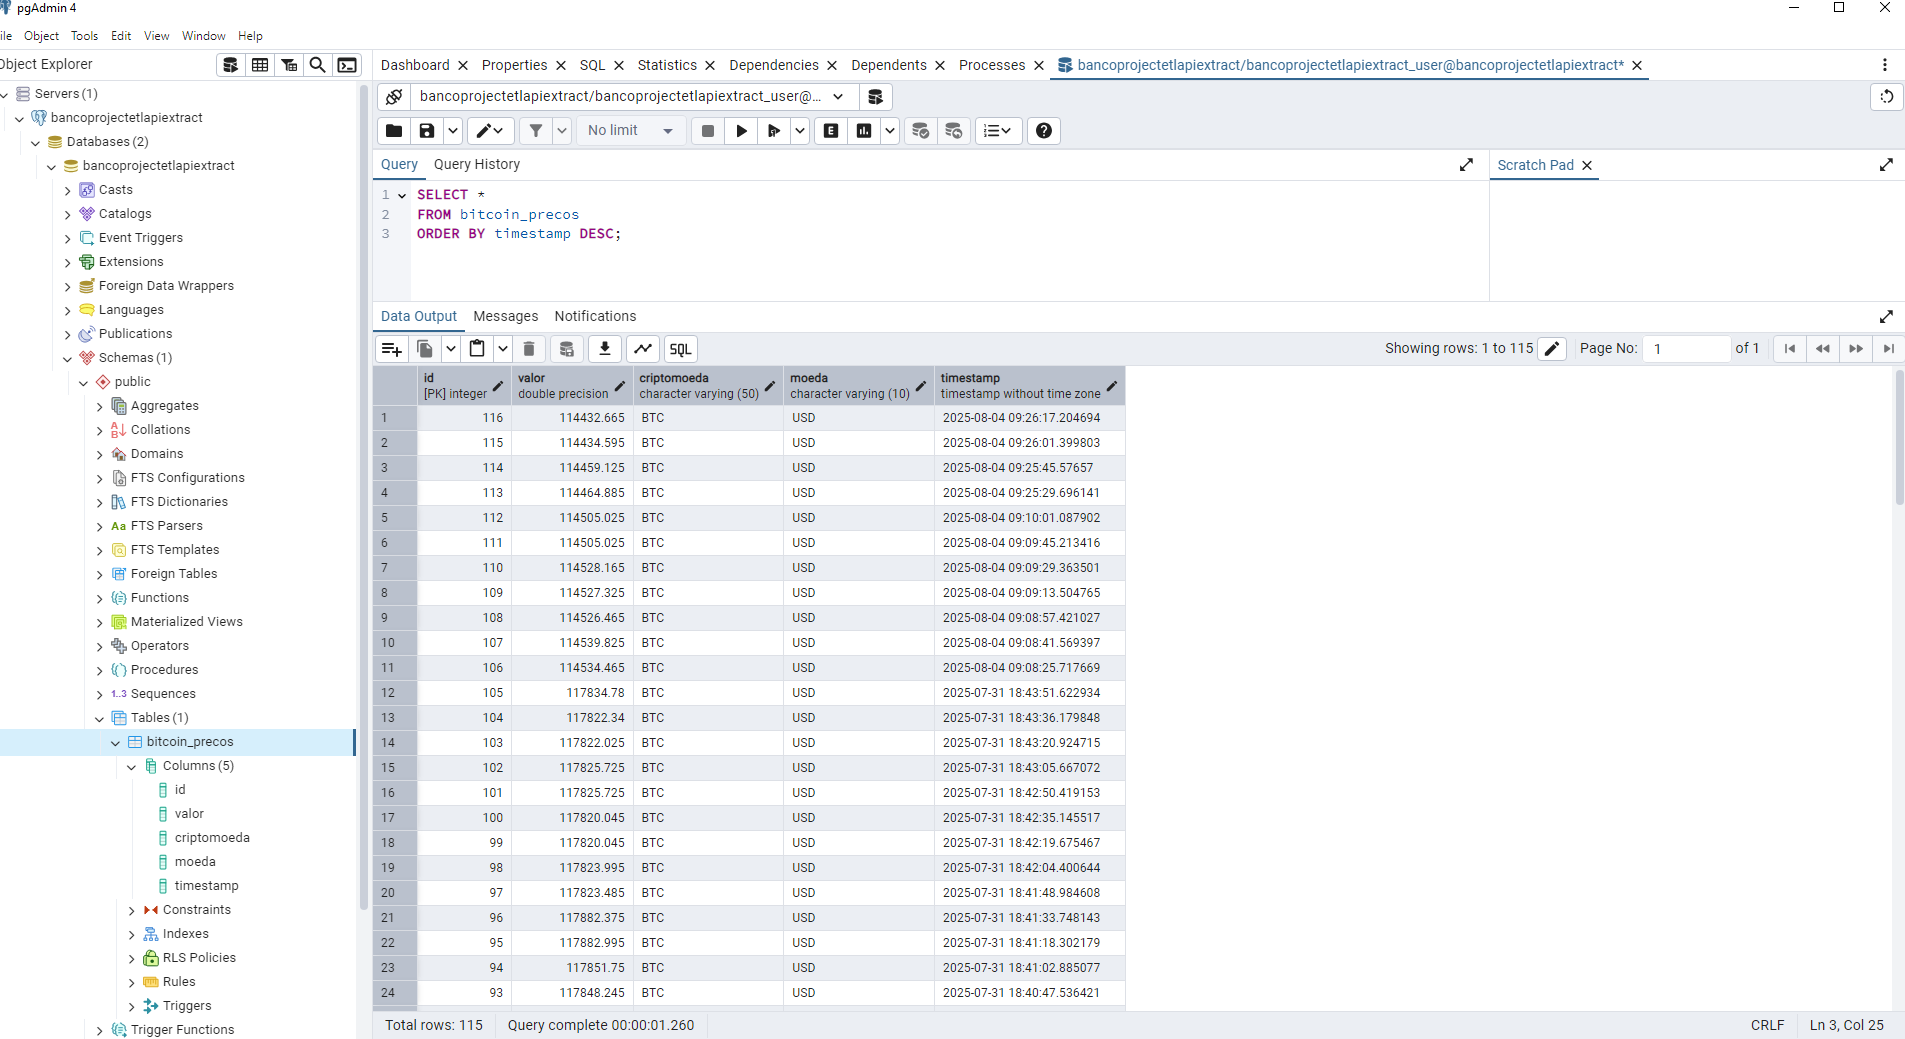 pgAdmin 4
ile Object Tools Edit View Window Help
Object Explorer
Dashboard Properties SQL Statistics Dependencies Dependents Processes bancoprojectetlapiextract/bancoprojectetlapiextract_user@bancoprojectetlapiextract*
Servers (1)
bancoprojectetlapiextract
Databases (2)
bancoprojectetlapiextract
Casts
Catalogs
Event Triggers
Extensions
Foreign Data Wrappers
Languages
Publications
Schemas (1)
public
Aggregates
Collations
Domains
FTS Configurations
FTS Dictionaries
Aa FTS Parsers
FTS Templates
Foreign Tables
Functions
Materialized Views
Operators
Procedures
1..3 Sequences
Tables (1)
bitcoin_precos
Columns (5)
id
valor
criptomoeda
moeda
timestamp
Constraints
Indexes
RLS Policies
Rules
Triggers
Trigger Functions
bancoprojectetlapiextract/bancoprojectetlapiextract_user@...
No limit
Query Query History
Scratch Pad
1 SELECT *
2 FROM bitcoin_precos
3 ORDER BY timestamp DESC;
Data Output Messages Notifications
SQL
Showing rows: 1 to 115 Page No: 1 of 1
id valor criptomoeda moeda timestamp
[PK] integer double precision character varying (50) character varying (10) timestamp without time zone
1 116 114432.665 BTC USD 2025-08-04 09:26:17.204694
2 115 114434.595 BTC USD 2025-08-04 09:26:01.399803
3 114 114459.125 BTC USD 2025-08-04 09:25:45.57657
4 113 114464.885 BTC USD 2025-08-04 09:25:29.696141
5 112 114505.025 BTC USD 2025-08-04 09:10:01.087902
6 111 114505.025 BTC USD 2025-08-04 09:09:45.213416
7 110 114528.165 BTC USD 2025-08-04 09:09:29.363501
8 109 114527.325 BTC USD 2025-08-04 09:09:13.504765
9 108 114526.465 BTC USD 2025-08-04 09:08:57.421027
10 107 114539.825 BTC USD 2025-08-04 09:08:41.569397
11 106 114534.465 BTC USD 2025-08-04 09:08:25.717669
12 105 117834.78 BTC USD 2025-07-31 18:43:51.622934
13 104 117822.34 BTC USD 2025-07-31 18:43:36.179848
14 103 117822.025 BTC USD 2025-07-31 18:43:20.924715
15 102 117825.725 BTC USD 2025-07-31 18:43:05.667072
16 101 117825.725 BTC USD 2025-07-31 18:42:50.419153
17 100 117820.045 BTC USD 2025-07-31 18:42:35.145517
18 99 117820.045 BTC USD 2025-07-31 18:42:19.675467
19 98 117823.995 BTC USD 2025-07-31 18:42:04.400644
20 97 117823.485 BTC USD 2025-07-31 18:41:48.984608
21 96 117882.375 BTC USD 2025-07-31 18:41:33.748143
22 95 117882.995 BTC USD 2025-07-31 18:41:18.302179
23 94 117851.75 BTC USD 2025-07-31 18:41:02.885077
24 93 117848.245 BTC USD 2025-07-31 18:40:47.536421
Total rows: 115 Query complete 00:00:01.260
CRLF Ln 3, Col 25